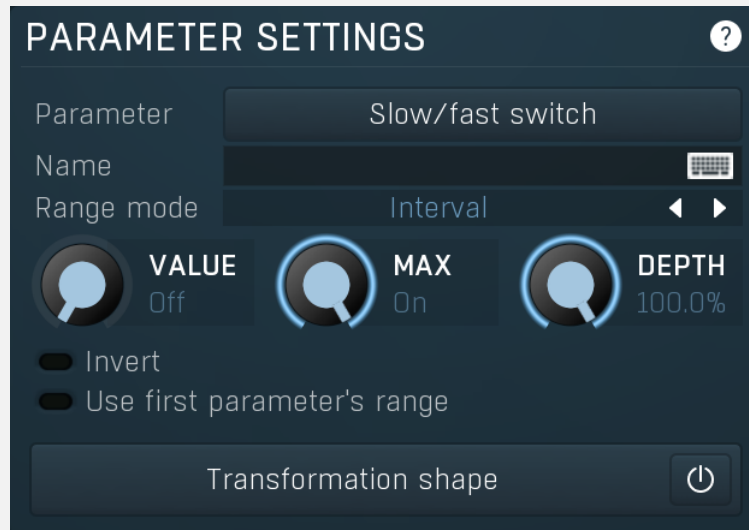 PARAMETER SETTINGS ?
Parameter Slow/fast switch
Name
Range mode Interval
VALUE MAX DEPTH
Off On 100.0%
Invert
Use first parameter's range
Transformation shape